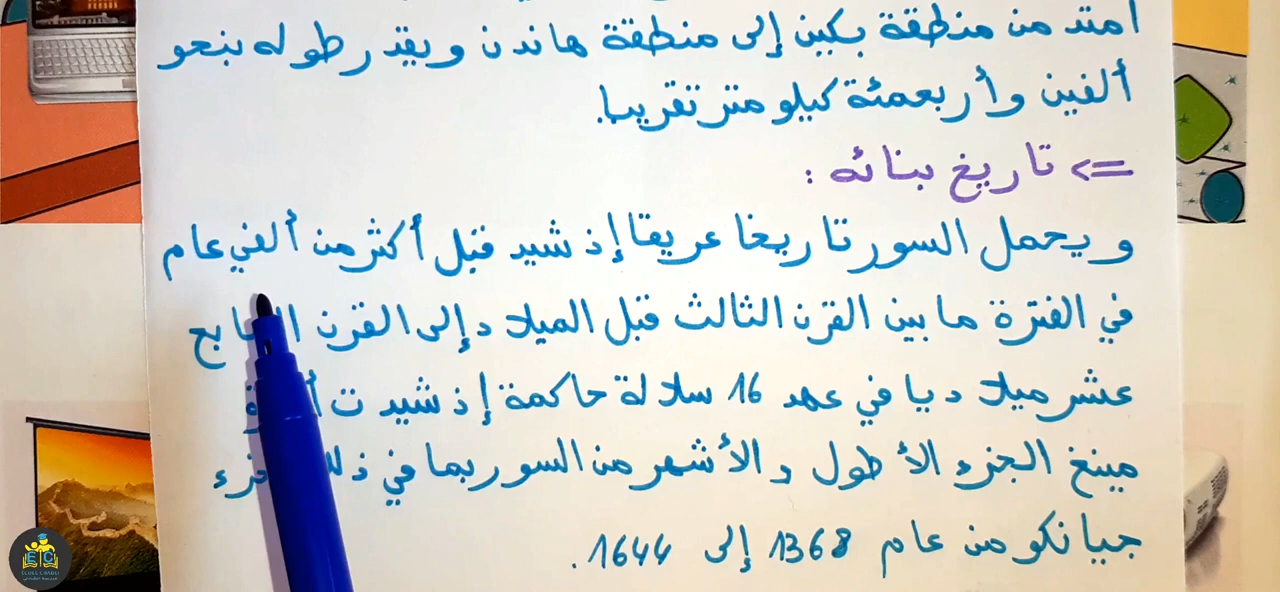 امتد من منطقة بكين إلى منطقة هاندن ويقدر طوله بنحو
ألفين وأربعمئة كيلو متر تقريبا.
=> تاريخ بنائه :
ويحمل السور تاريخا عريقا إذ شيد قبل أكثر من ألفي عام
في الفترة ما بين القرن الثالث قبل الميلاد إلى القرن
عشر ميلاديا في عهد 16 سلالة حاكمة إذ شيدت
مينغ الجزء الأطول والأشهر من السور بما في
جيانكو من عام 1368 إلى 1644.
EC